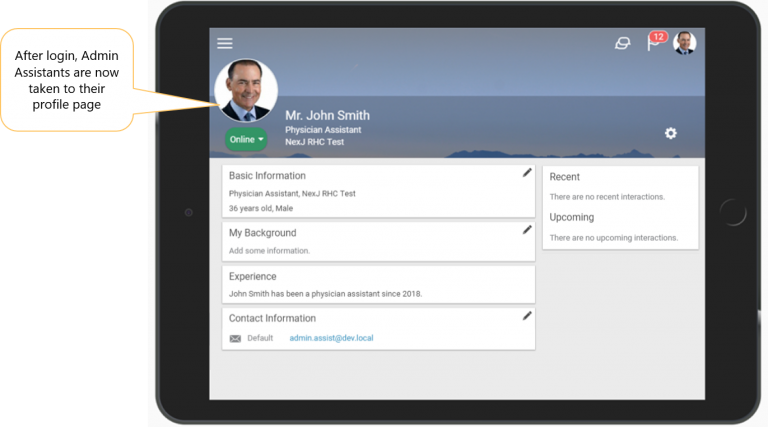 After login, Admin
Assistants are now
taken to their
profile page
12
Mr. John Smith
Physician Assistant
NexJ RHC Test
Online
Basic Information
Physician Assistant, NexJ RHC Test
36 years old, Male
My Background
Add some information.
Experience
John Smith has been a physician assistant since 2018.
Contact Information
Default admin.assist@dev.local
Recent
There are no recent interactions.
Upcoming
There are no upcoming interactions.